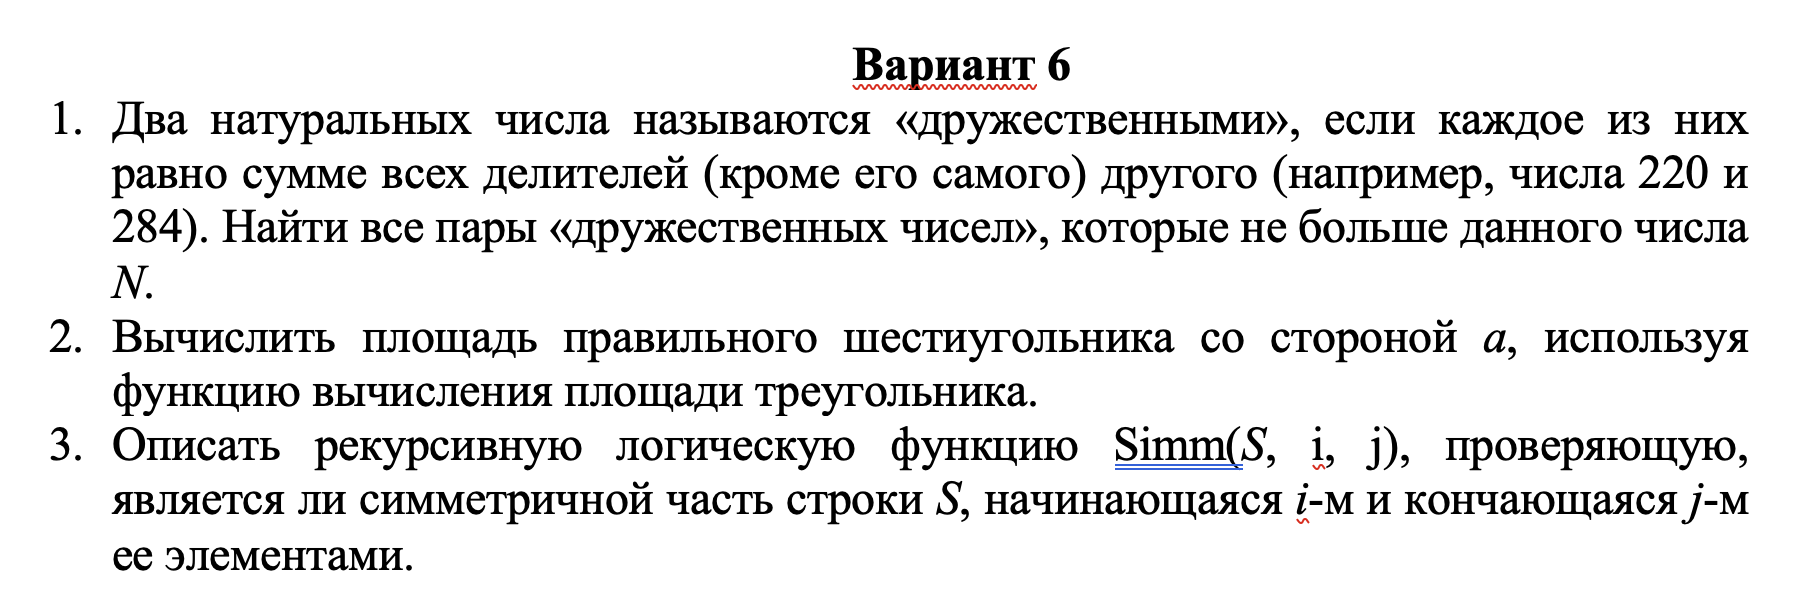 Вариант 6
1. Два натуральных числа называются «дружественными», если каждое из них
равно сумме всех делителей (кроме его самого) другого (например, числа 220 и
284). Найти все пары «дружественных чисел», которые не больше данного числа
N.
2. Вычислить площадь правильного шестиугольника со стороной a, используя
функцию вычисления площади треугольника.
3. Описать рекурсивную логическую функцию Simm(S, i, j), проверяющую,
является ли симметричной часть строки S, начинающаяся i-м и кончающаяся j-м
ее элементами.